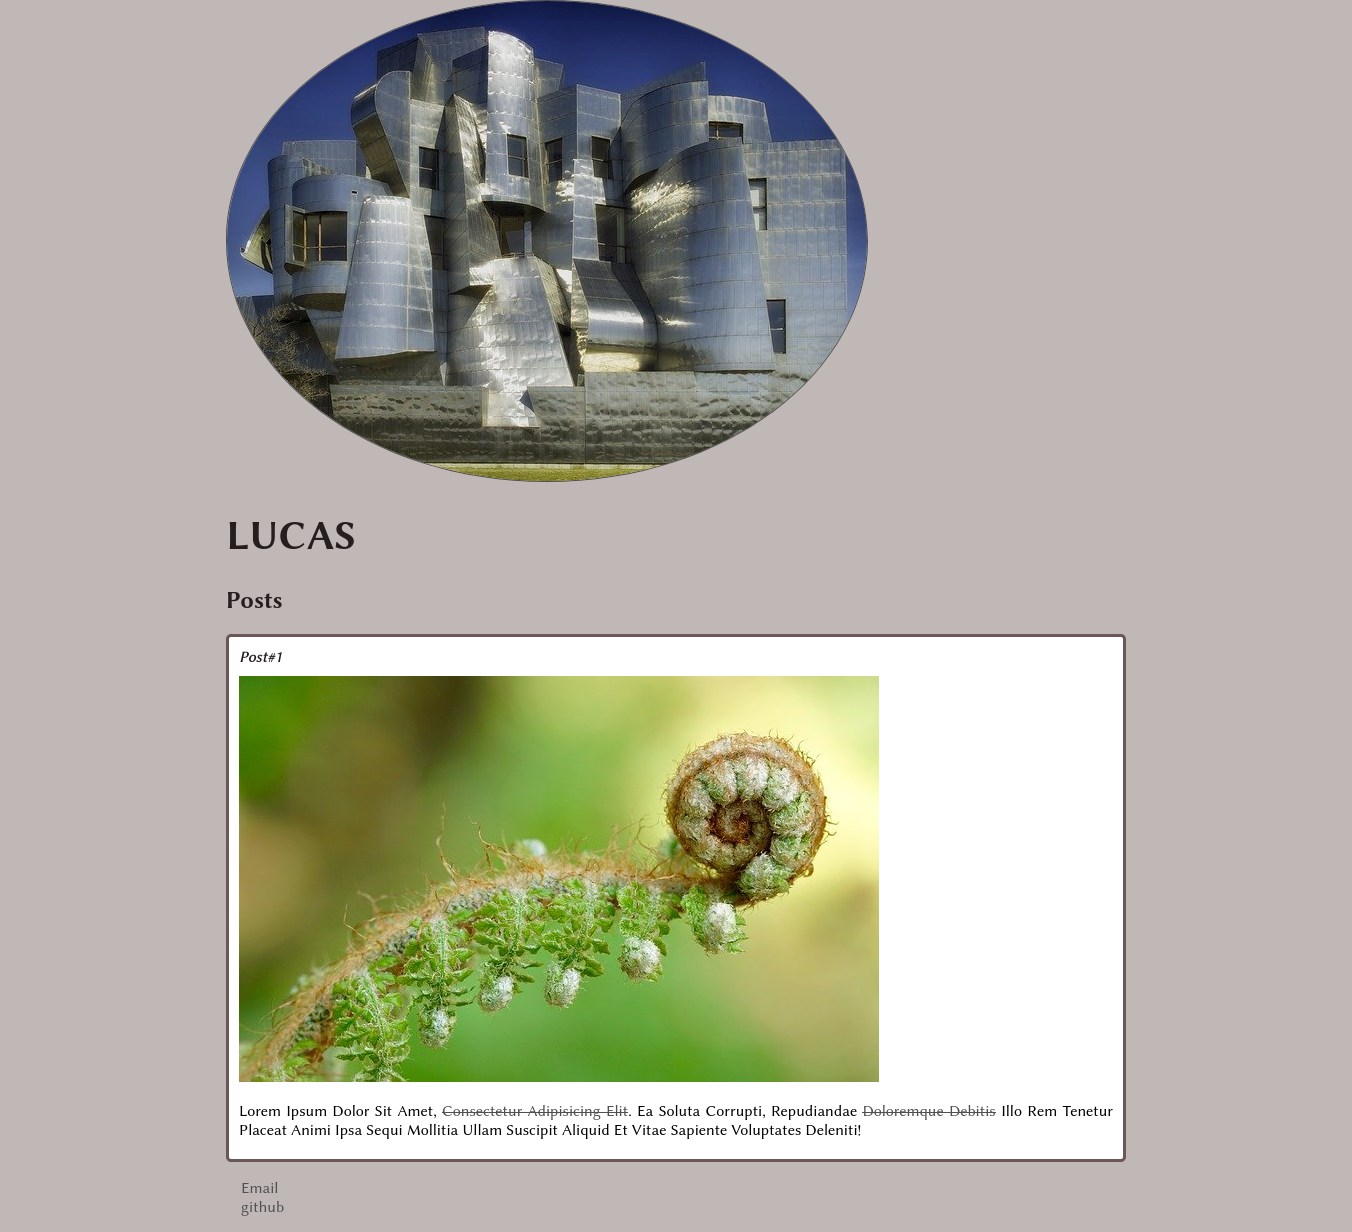 LUCAS
Posts
Post#1
Lorem Ipsum Dolor Sit Amet, Consectetur Adipisicing Elit. Ea Soluta Corrupti, Repudiandae Doloremque Debitis Illo Rem Tenetur
Placeat Animi Ipsa Sequi Mollitia Ullam Suscipit Aliquid Et Vitae Sapiente Voluptates Deleniti!
Email
github